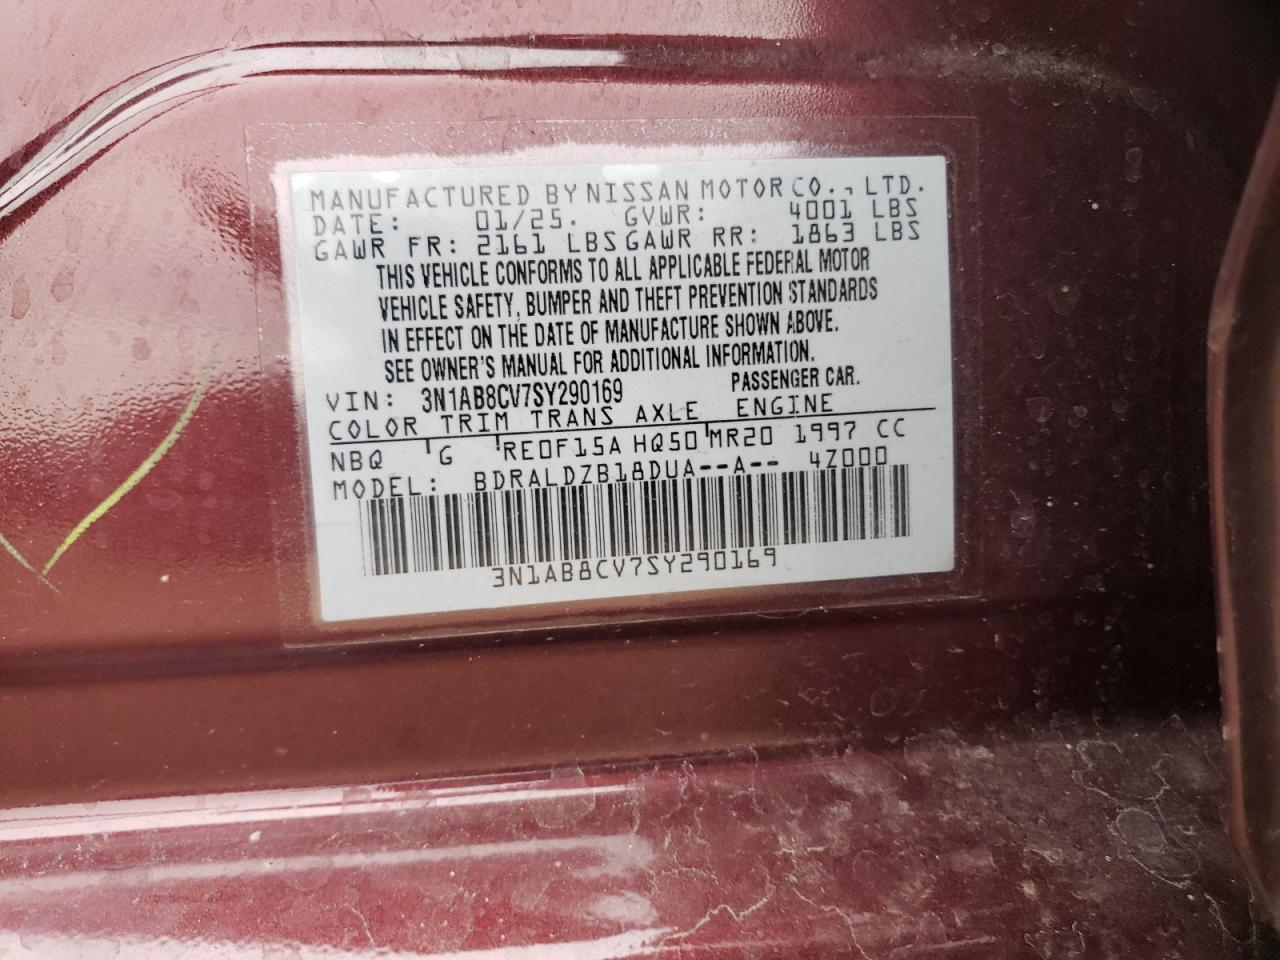 MANUFACTURED BY NISSAN MOTOR CO., LTD.
DATE: 01/25. GVWR: 4001 LBS
GAWR FR: 2161 LBS GAWR RR: 1863 LBS
THIS VEHICLE CONFORMS TO ALL APPLICABLE FEDERAL MOTOR
VEHICLE SAFETY, BUMPER AND THEFT PREVENTION STANDARDS
IN EFFECT ON THE DATE OF MANUFACTURE SHOWN ABOVE.
SEE OWNER'S MANUAL FOR ADDITIONAL INFORMATION.
VIN: 3N1AB8CV7SY290169 PASSENGER CAR.
COLOR TRIM TRANS AXLE ENGINE
NBQ G RE0F15A HQ50 MR20 1997 CC
MODEL: BDRALDZB18DUA--A-- 4Z000
3N1AB8CV7SY290169